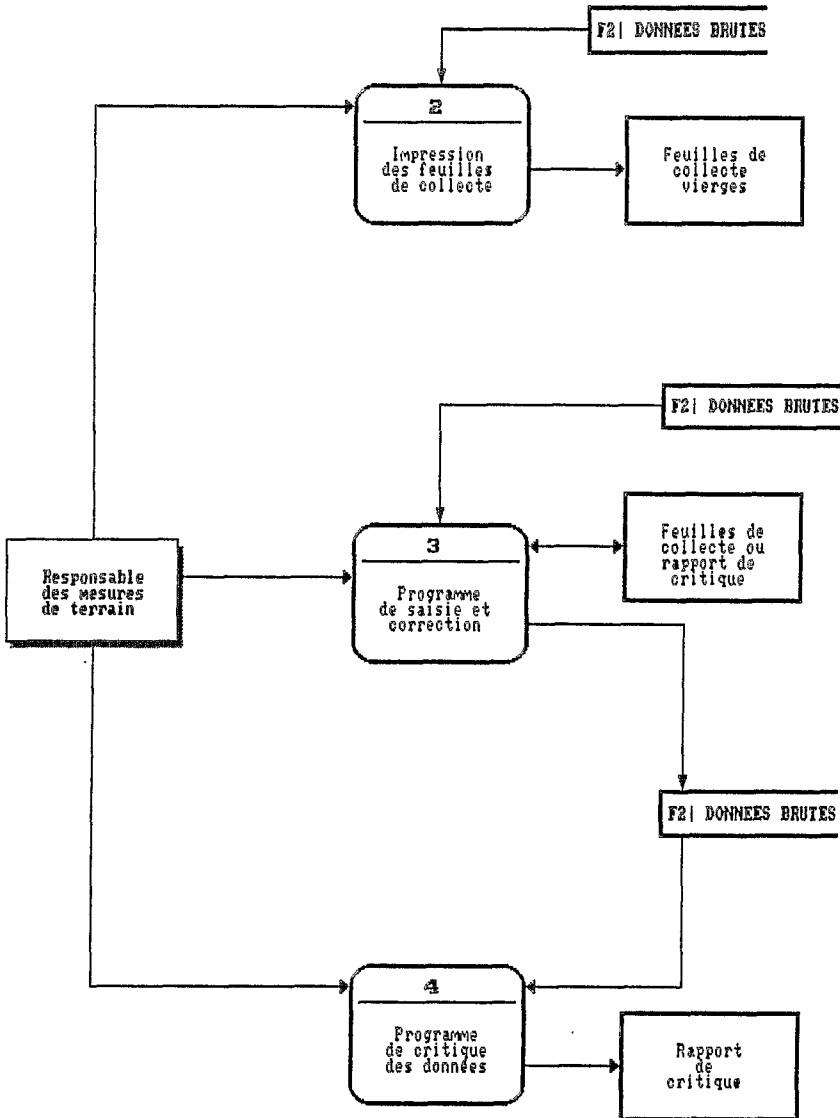 F2| DONNEES BRUTES
2
Impression
des feuilles
de collecte
Feuilles de
collecte
vierges
F2| DONNEES BRUTES
3
Programme
de saisie et
correction
Feuilles de
collecte ou
rapport de
critique
Responsable
des mesures
de terrain
F2| DONNEES BRUTES
4
Programme
de critique
des données
Rapport
de
critique